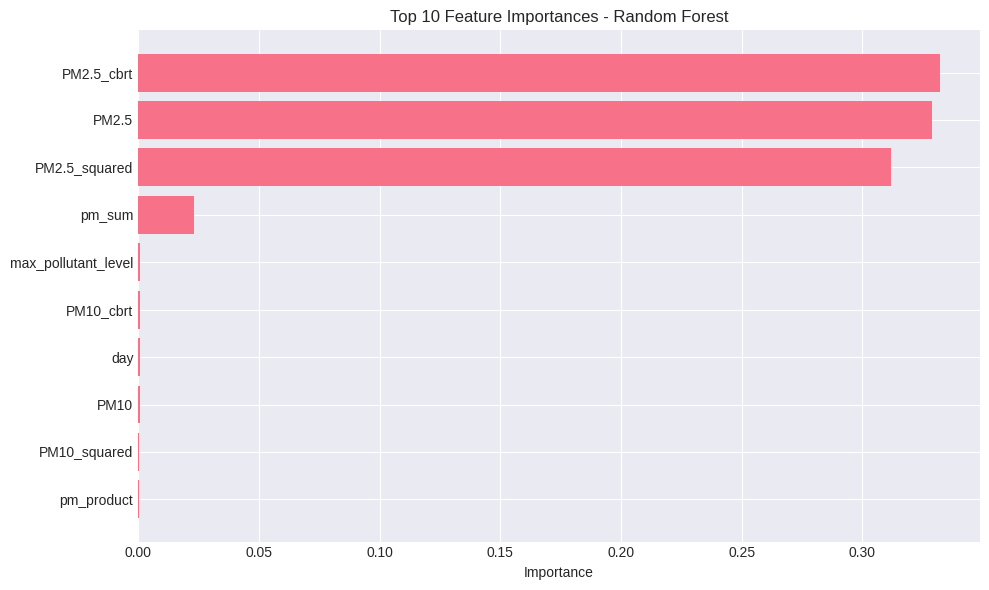 Top 10 Feature Importances - Random Forest
PM2.5_cbrt
PM2.5
PM2.5_squared
pm_sum
max_pollutant_level
PM10_cbrt
day
PM10
PM10_squared
pm_product
0.00 0.05 0.10 0.15 0.20 0.25 0.30
Importance